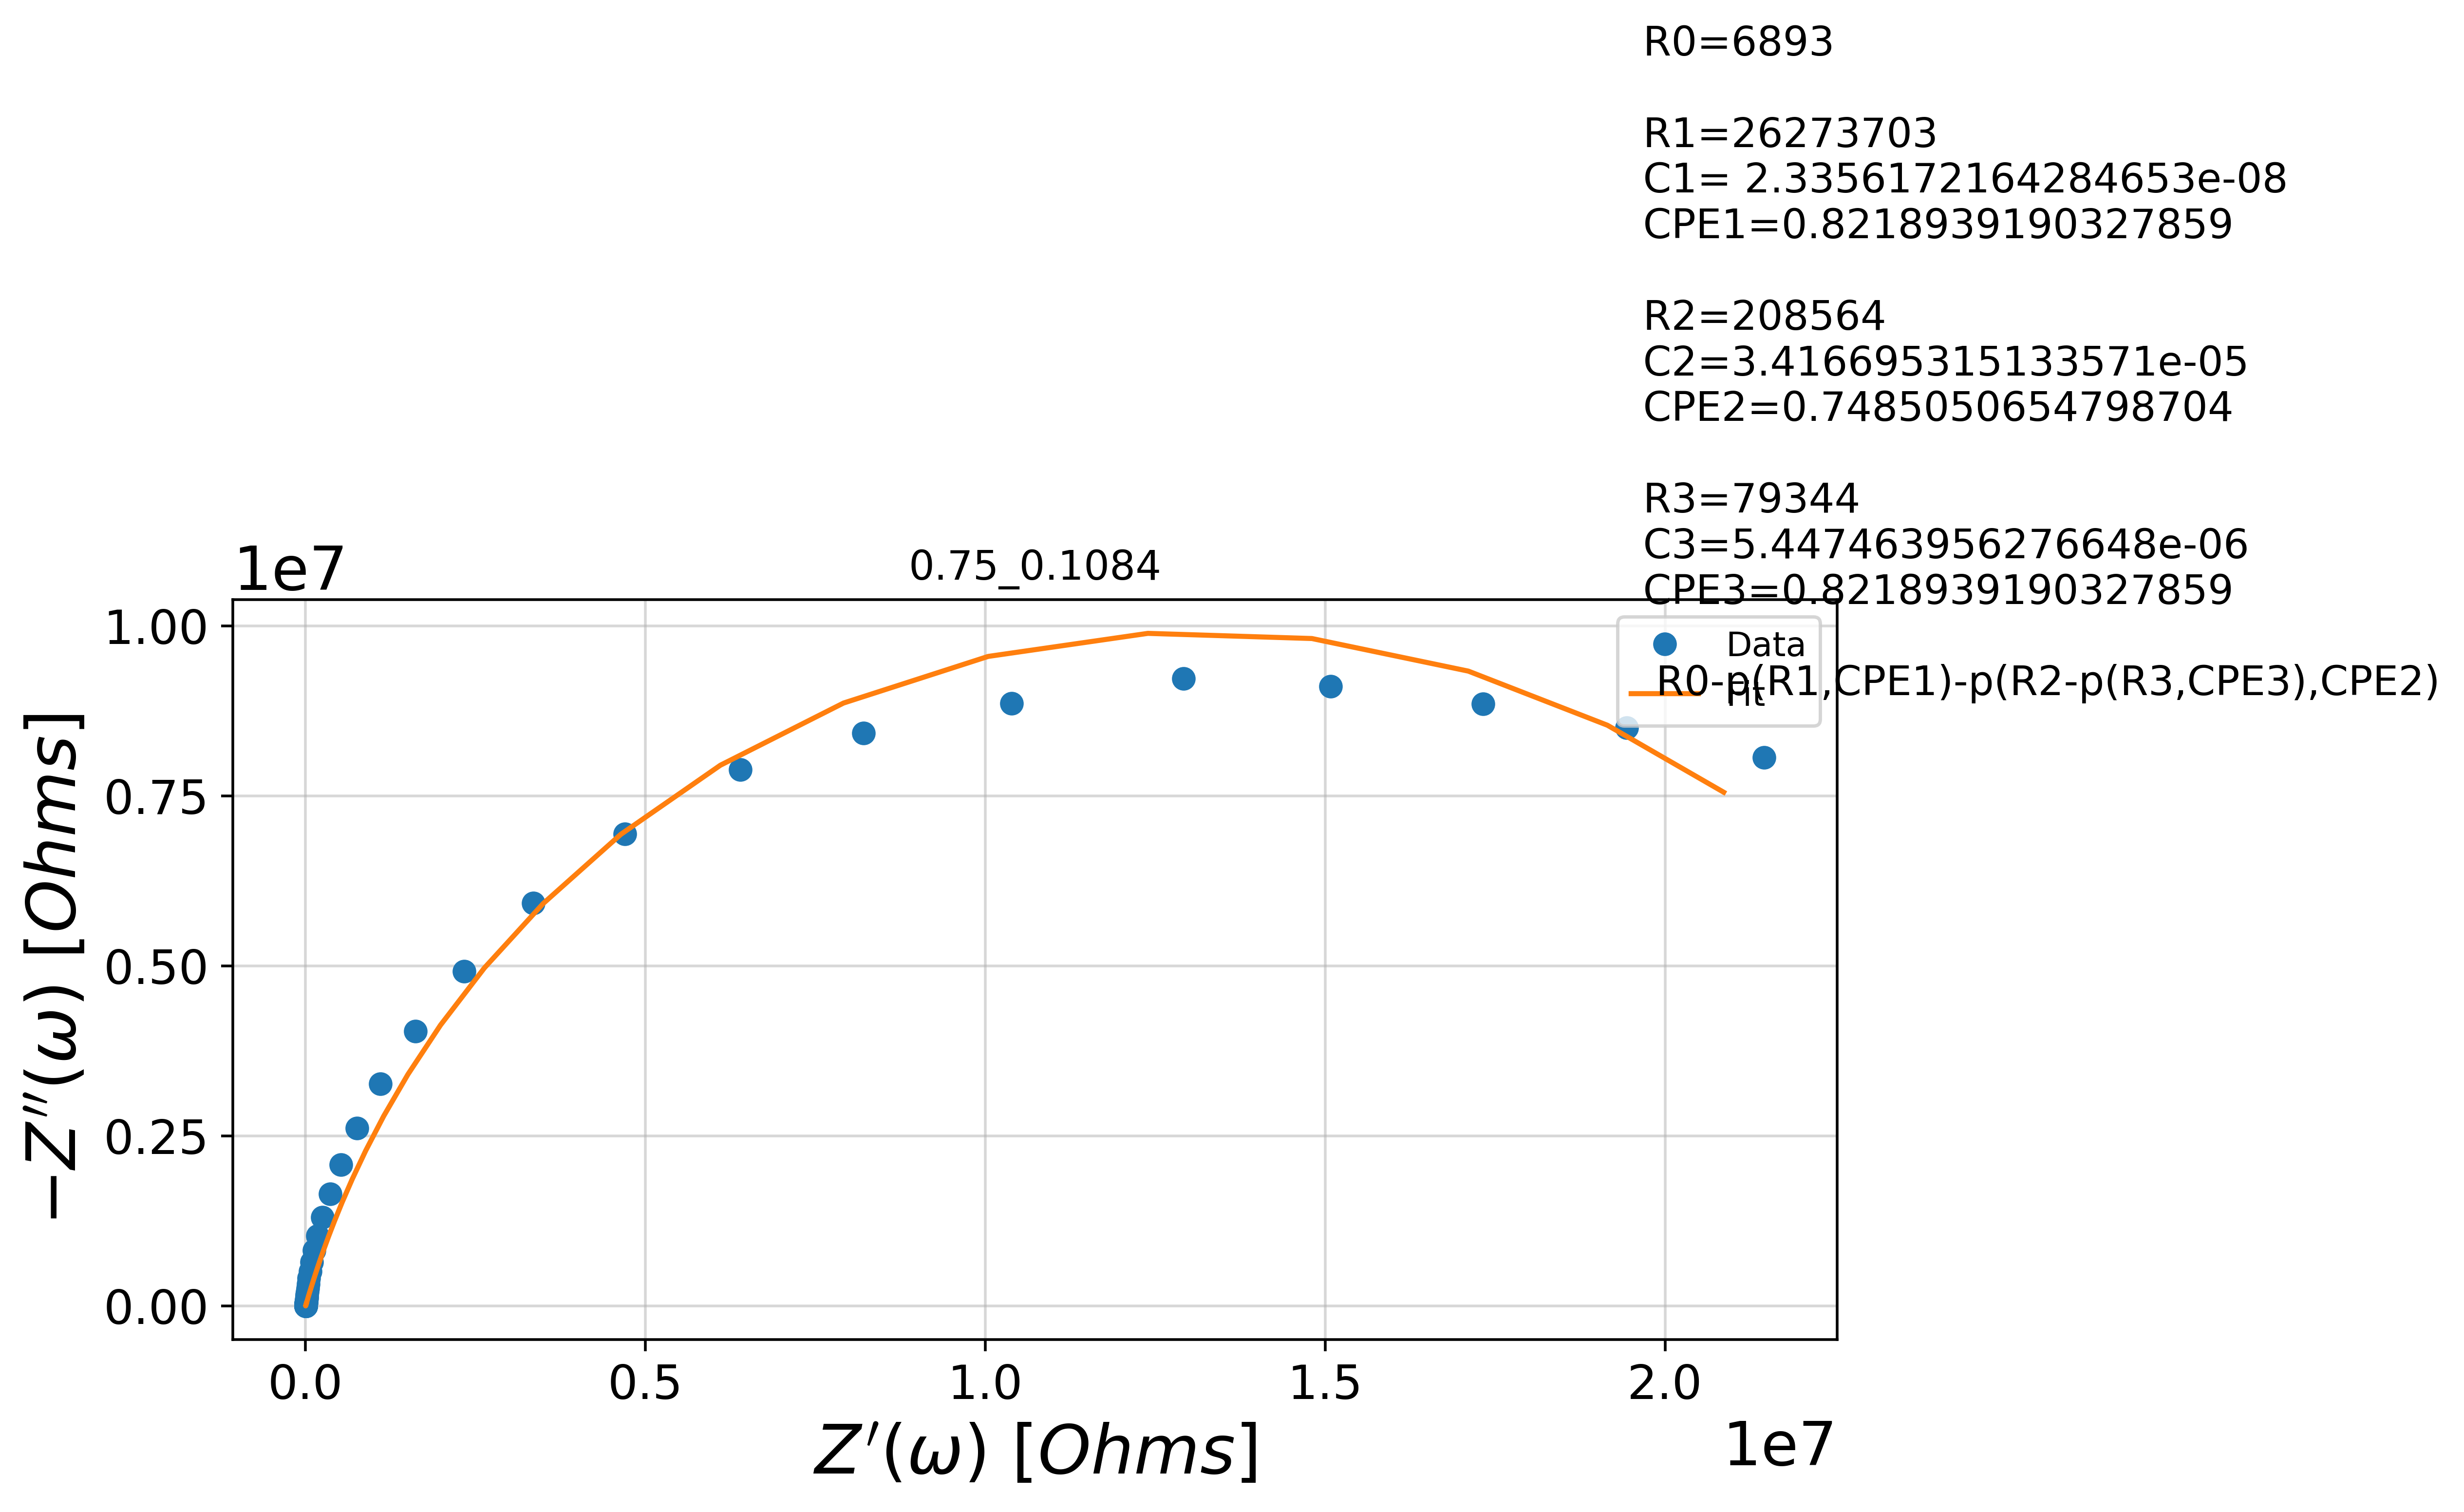 R0=6893
R1=26273703
C1= 2.3356172164284653e-08
CPE1=0.8218939190327859
R2=208564
C2=3.416695315133571e-05
CPE2=0.7485050654798704
R3=79344
C3=5.447463956276648e-06
CPE3=0.8218939190327859
1e7
0.75_0.1084
Data
R0-p(R1,CPE1)-p(R2-p(R3,CPE3),CPE2)
Fit
1.00
0.75
0.50
0.25
0.00
−Z′′(ω) [Ohms]
0.0 0.5 1.0 1.5 2.0
Z′(ω) [Ohms]
1e7